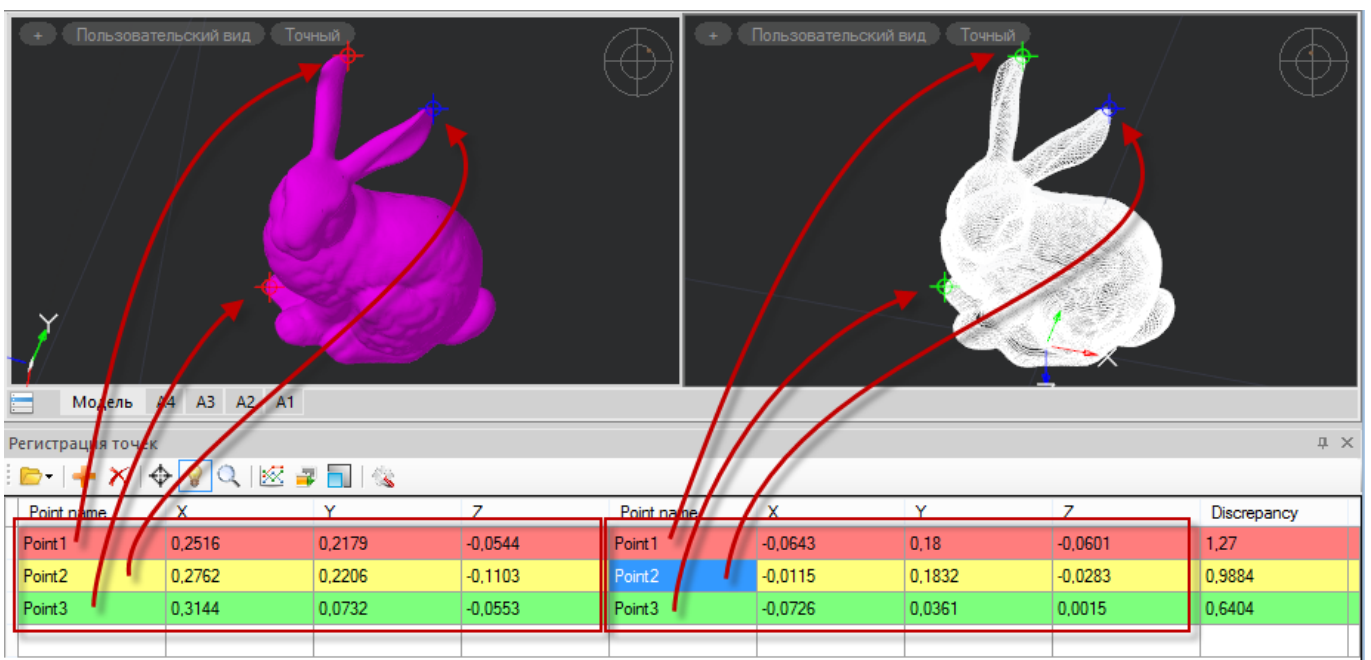 + Пользовательский вид Точный
+ Пользовательский вид Точный
Y
X
Модель A4 A3 A2 A1
Регистрация точек
Point name X Y Z Point name X Y Z Discrepancy
Point1 0,2516 0,2179 -0,0544 Point1 -0,0643 0,18 -0,0601 1,27
Point2 0,2762 0,2206 -0,1103 Point2 -0,0115 0,1832 -0,0283 0,9884
Point3 0,3144 0,0732 -0,0553 Point3 -0,0726 0,0361 0,0015 0,6404